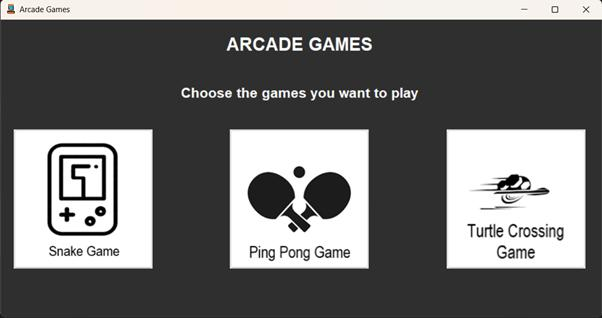 Arcade Games
ARCADE GAMES
Choose the games you want to play
Snake Game
Ping Pong Game
Turtle Crossing
Game